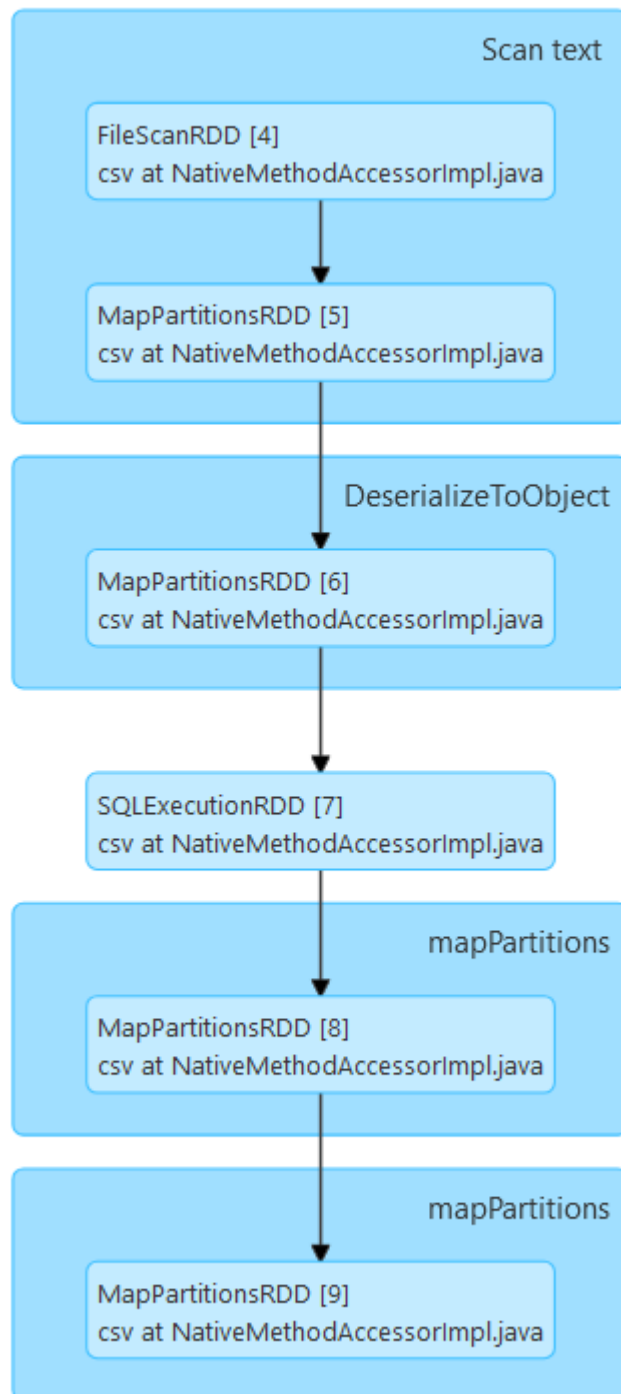 Scan text
FileScanRDD [4]
csv at NativeMethodAccessorImpl.java
MapPartitionsRDD [5]
csv at NativeMethodAccessorImpl.java
DeserializeToObject
MapPartitionsRDD [6]
csv at NativeMethodAccessorImpl.java
SQLExecutionRDD [7]
csv at NativeMethodAccessorImpl.java
mapPartitions
MapPartitionsRDD [8]
csv at NativeMethodAccessorImpl.java
mapPartitions
MapPartitionsRDD [9]
csv at NativeMethodAccessorImpl.java